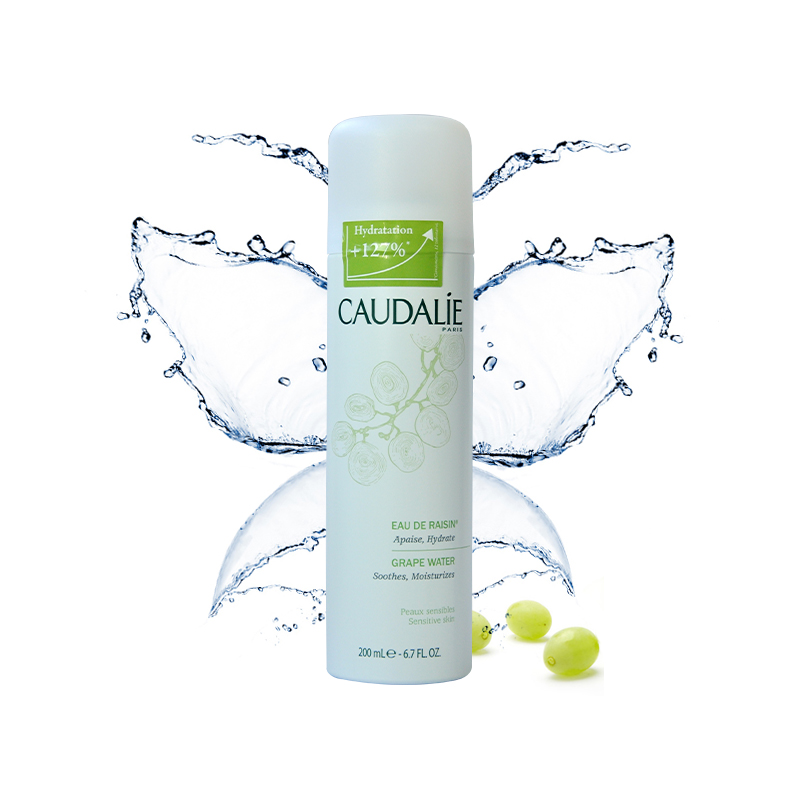 Hydratation
+127%*
CAUDALÍE
PARIS
EAU DE RAISIN®
Apaise, Hydrate
GRAPE WATER
Soothes, Moisturizes
Peaux sensibles
Sensitive skin
200 mL℮ - 6.7 FL. OZ.